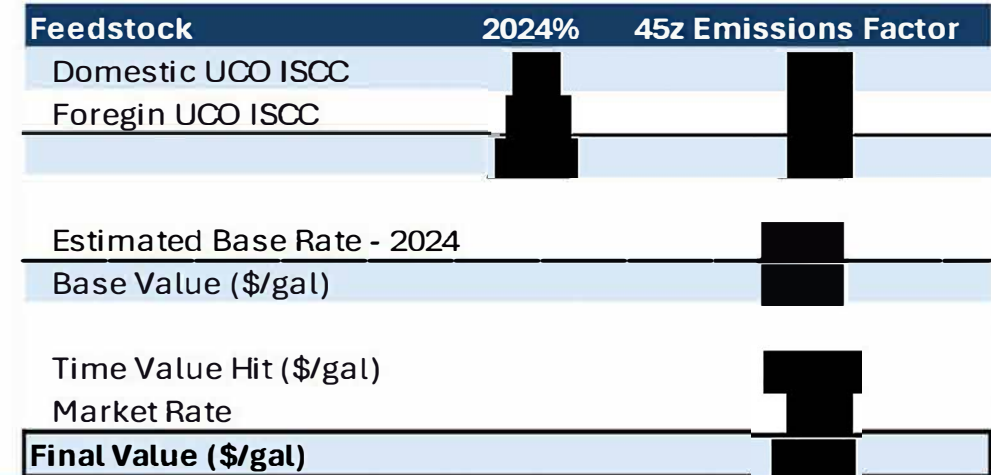 Feedstock 2024% 45z Emissions Factor
Domestic UCO ISCC
Foregin UCO ISCC
Estimated Base Rate - 2024
Base Value ($/gal)
Time Value Hit ($/gal)
Market Rate
Final Value ($/gal)